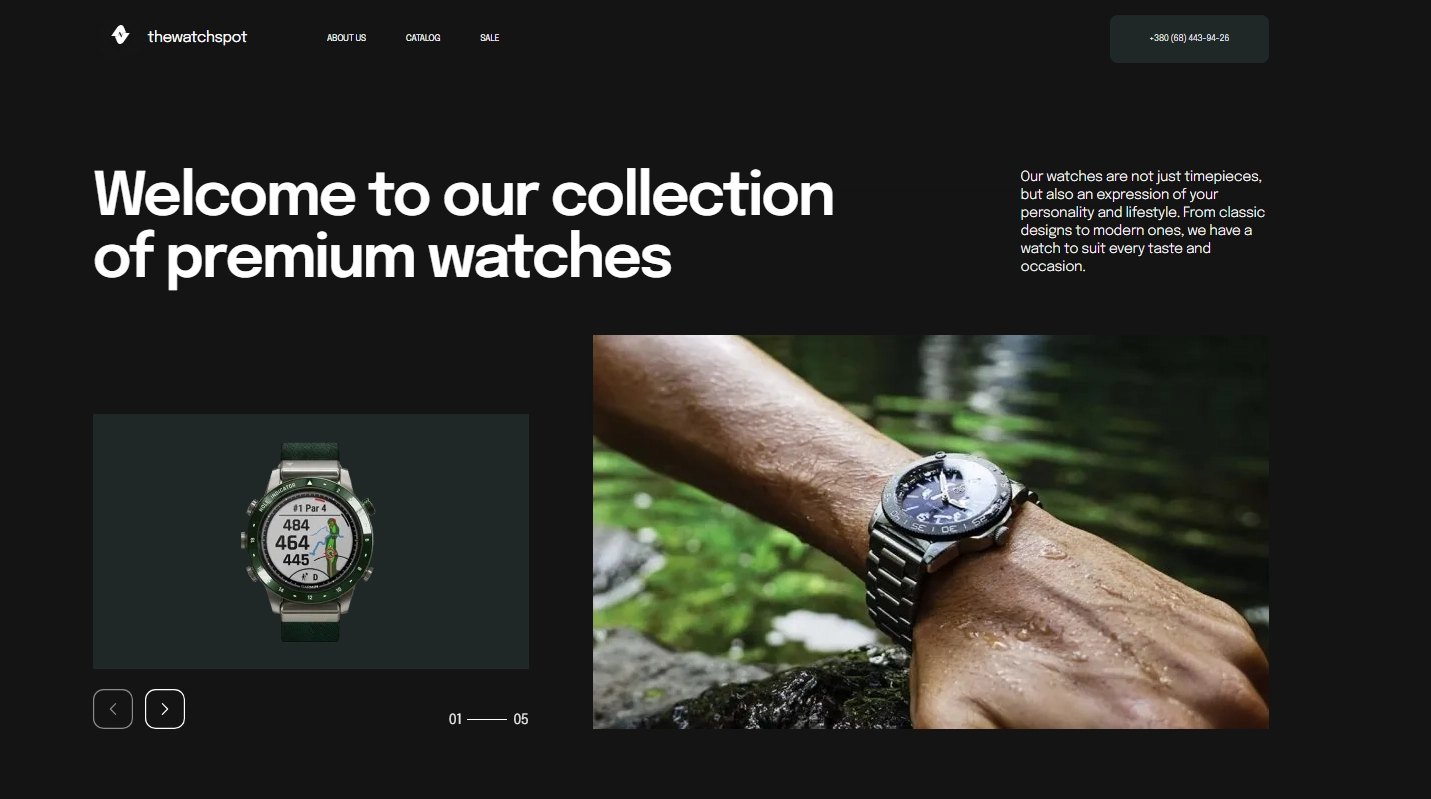 thewatchspot
ABOUT US
CATALOG
SALE
+380 (68) 443-94-26
Welcome to our collection
of premium watches
Our watches are not just timepieces,
but also an expression of your
personality and lifestyle. From classic
designs to modern ones, we have a
watch to suit every taste and
occasion.
#1 Par 4
484
464
445
D
GARMIN
01
05